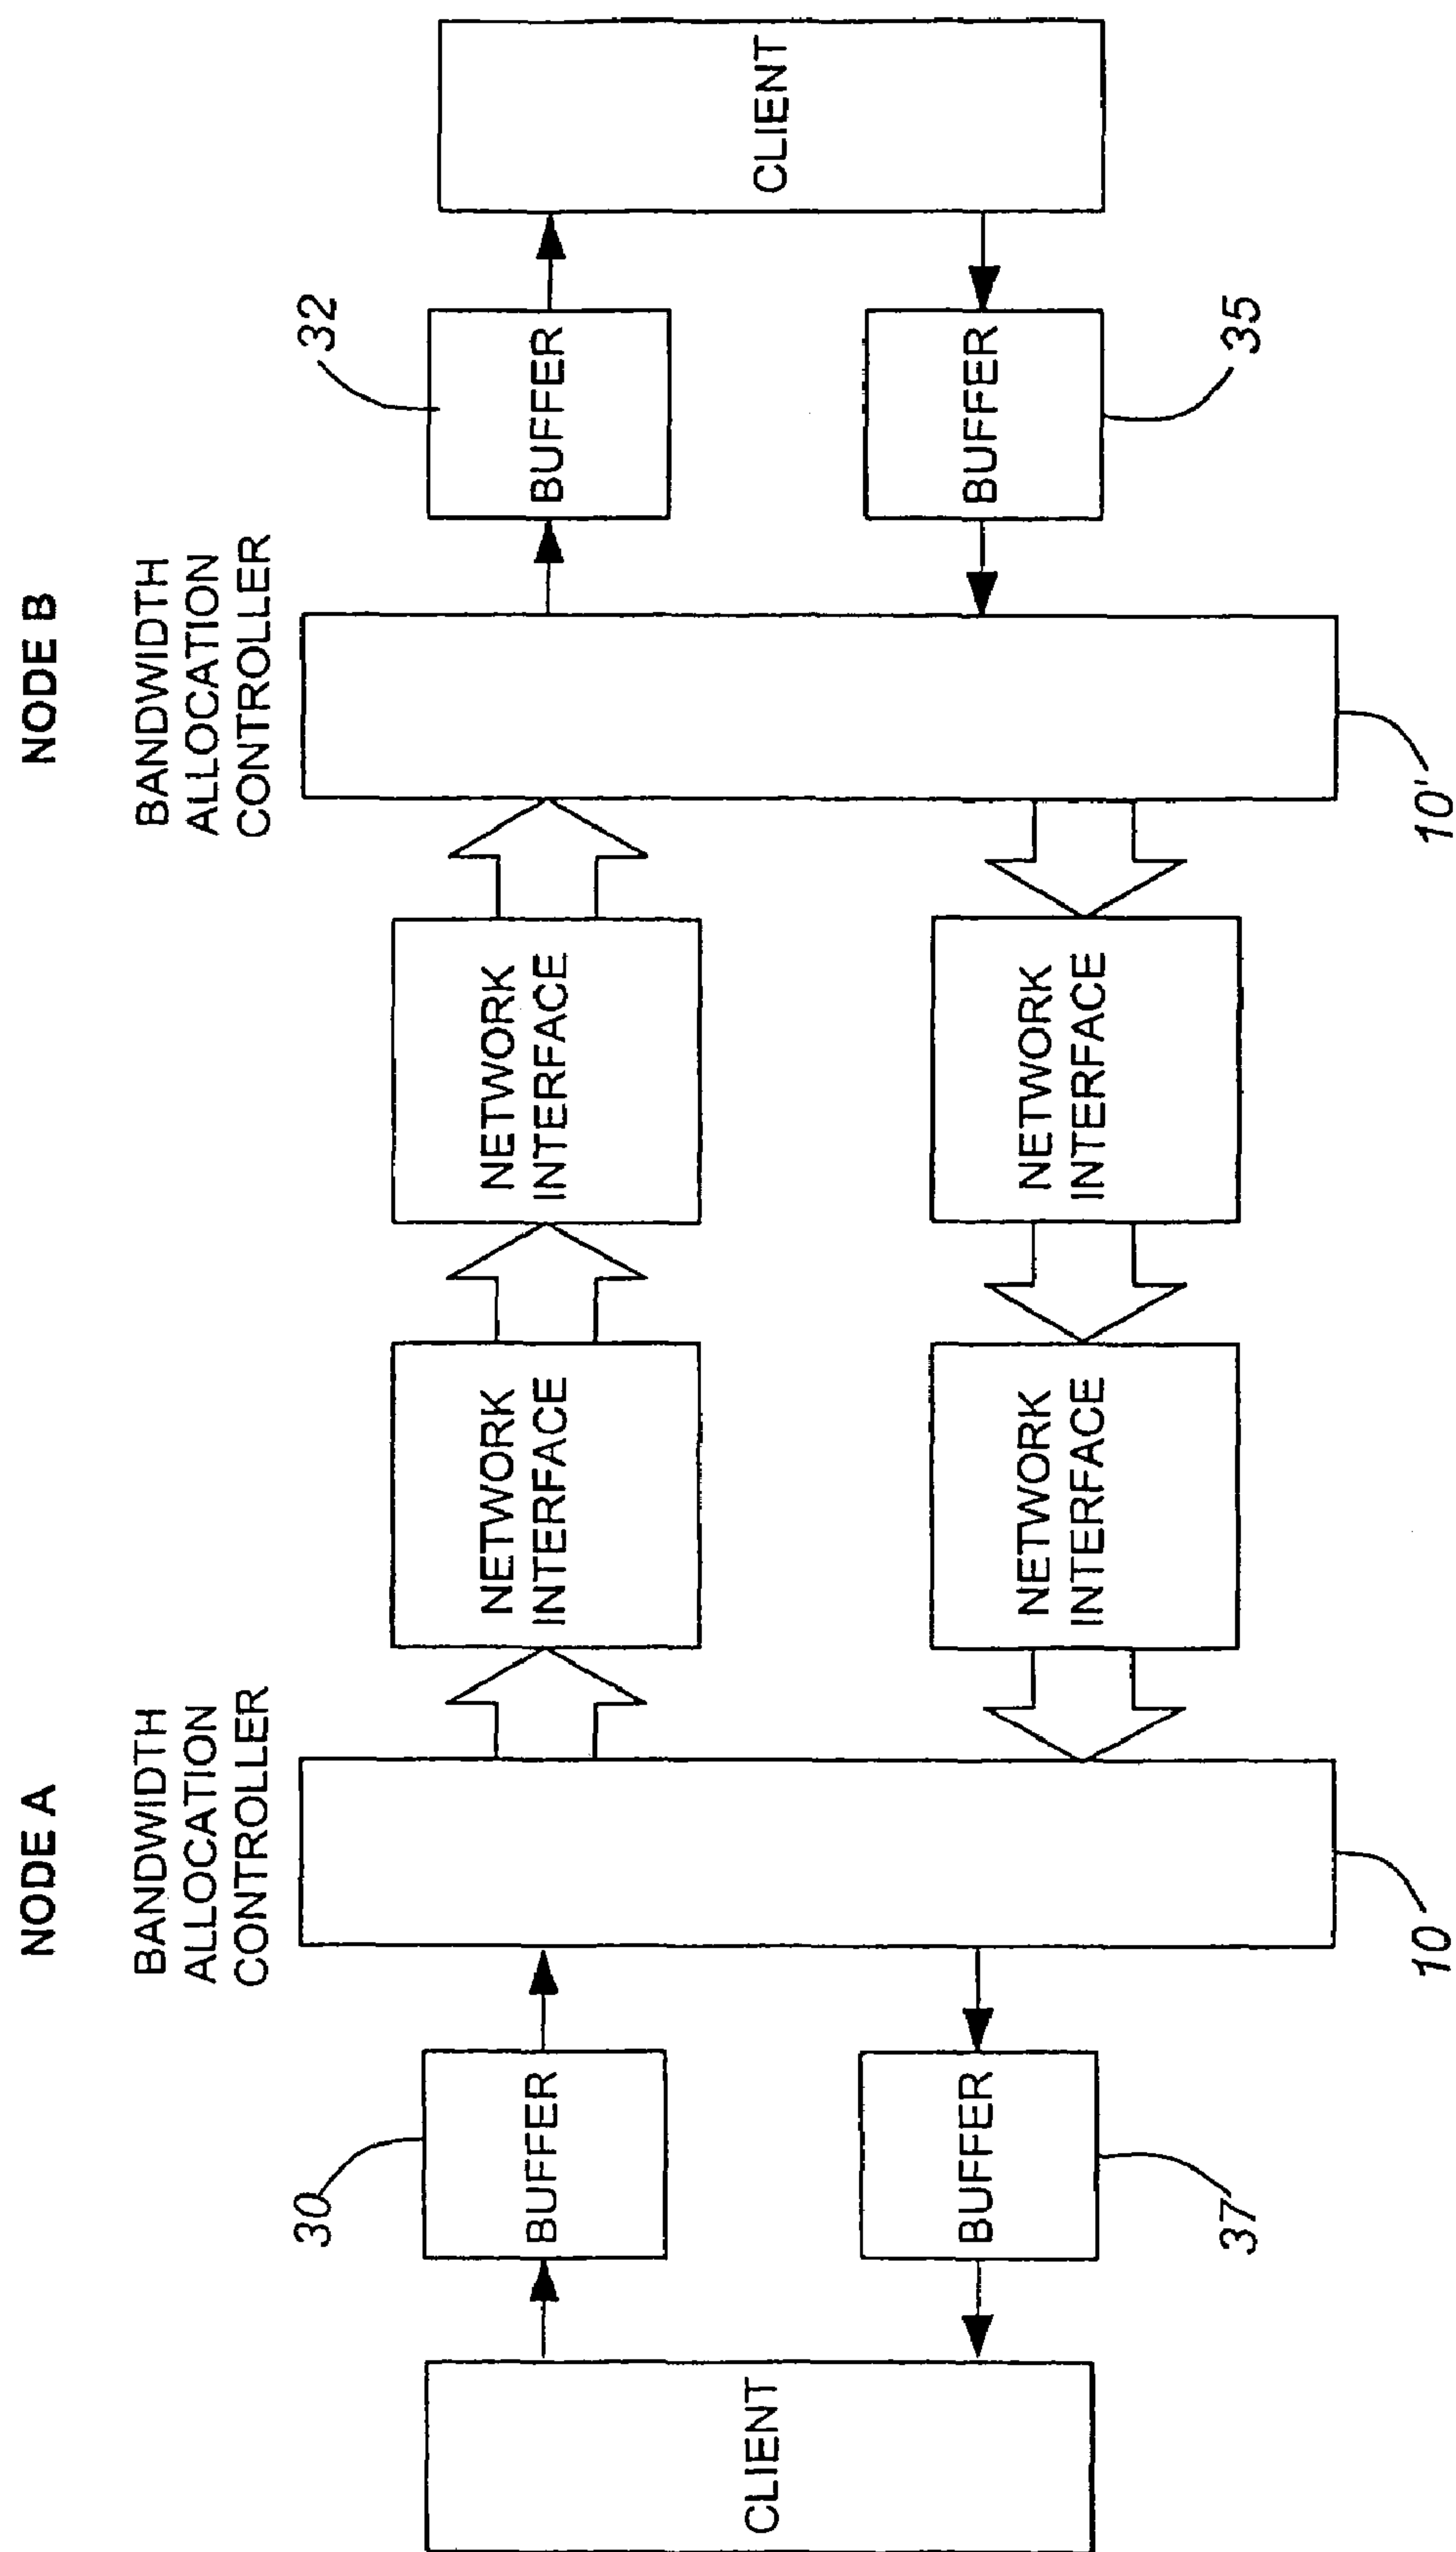 NODE A
NODE B
BANDWIDTH
ALLOCATION
CONTROLLER
BANDWIDTH
ALLOCATION
CONTROLLER
30
32
CLIENT
BUFFER
NETWORK
INTERFACE
NETWORK
INTERFACE
BUFFER
CLIENT
BUFFER
NETWORK
INTERFACE
NETWORK
INTERFACE
BUFFER
37
10
10'
35